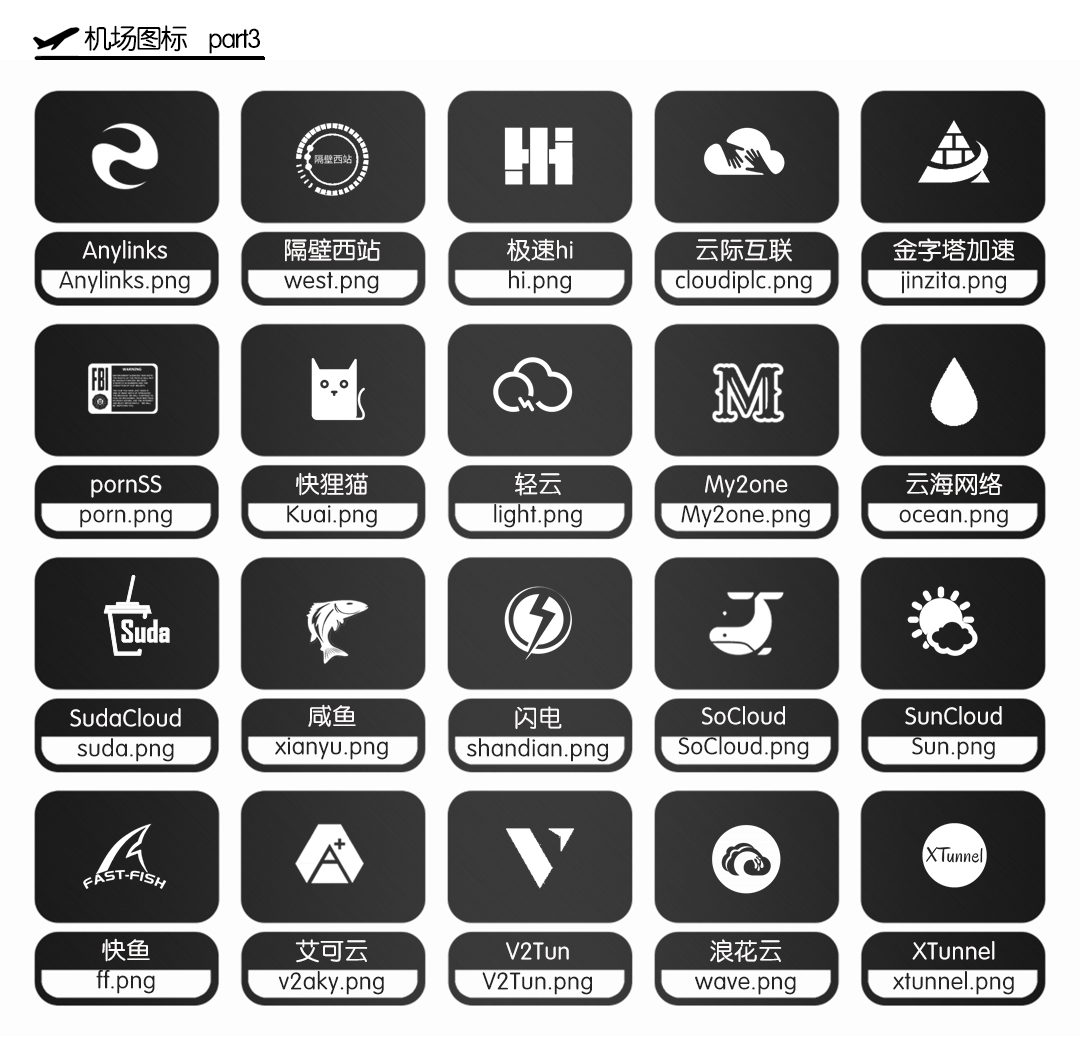 机场图标 part3
隔壁西站
Anylinks
Anylinks.png
隔壁西站
west.png
极速hi
hi.png
云际互联
cloudiplc.png
金字塔加速
jinzita.png
FBI
WARNING
M
pornSS
porn.png
快狸猫
Kuai.png
轻云
light.png
My2one
My2one.png
云海网络
ocean.png
Suda
SudaCloud
suda.png
咸鱼
xianyu.png
闪电
shandian.png
SoCloud
SoCloud.png
SunCloud
Sun.png
FAST-FISH
XTunnel
快鱼
ff.png
艾可云
v2aky.png
V2Tun
V2Tun.png
浪花云
wave.png
XTunnel
xtunnel.png